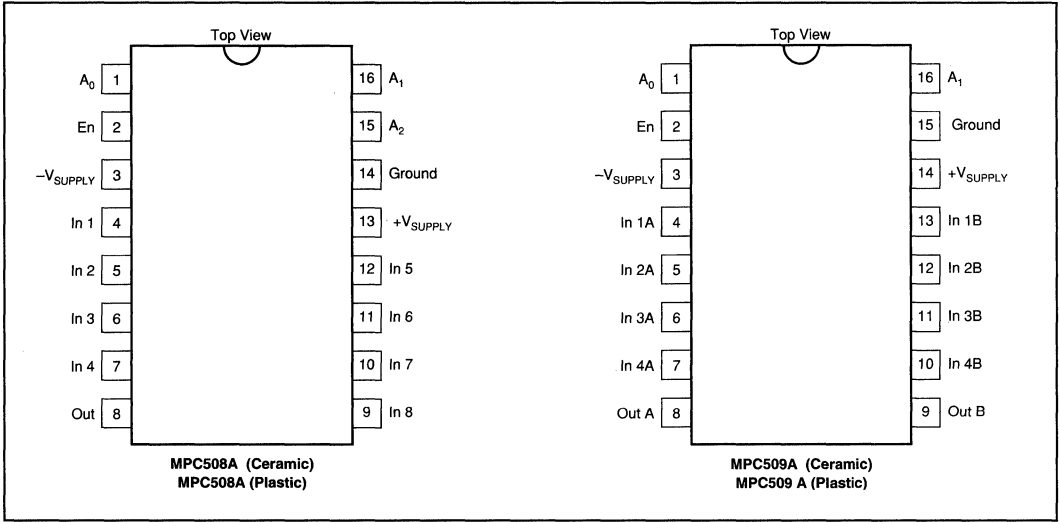 Top View
A0 1 16 A1
En 2 15 A2
–VSUPPLY 3 14 Ground
In 1 4 13 +VSUPPLY
In 2 5 12 In 5
In 3 6 11 In 6
In 4 7 10 In 7
Out 8 9 In 8
MPC508A (Ceramic)
MPC508A (Plastic)
Top View
A0 1 16 A1
En 2 15 Ground
–VSUPPLY 3 14 +VSUPPLY
In 1A 4 13 In 1B
In 2A 5 12 In 2B
In 3A 6 11 In 3B
In 4A 7 10 In 4B
Out A 8 9 Out B
MPC509A (Ceramic)
MPC509 A (Plastic)